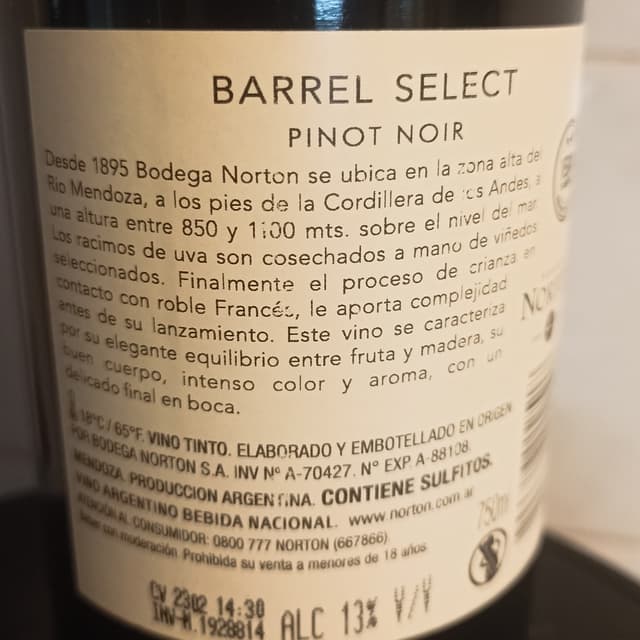 BARREL SELECT
PINOT NOIR
Desde 1895 Bodega Norton se ubica en la zona alta del
Río Mendoza, a los pies de la Cordillera de los Andes, a
una altura entre 850 y 1100 mts. sobre el nivel del mar.
Los racimos de uva son cosechados a mano de viñedos
seleccionados. Finalmente el proceso de crianza en
contacto con roble Francés, le aporta complejidad
antes de su lanzamiento. Este vino se caracteriza
por su elegante equilibrio entre fruta y madera, su
buen cuerpo, intenso color y aroma, con un
delicado final en boca.
18°C / 65°F. VINO TINTO. ELABORADO Y EMBOTELLADO EN ORIGEN
POR BODEGA NORTON S.A. INV Nº A-70427. N° EXP. A-88108.
MENDOZA. PRODUCCION ARGENTINA. CONTIENE SULFITOS.
VINO ARGENTINO BEBIDA NACIONAL. www.norton.com.ar
ATENCIÓN AL CONSUMIDOR: 0800 777 NORTON (667866)
Beber con moderación. Prohibida su venta a menores de 18 años.
750ml
CV 2302 14:30
INV-M.1928814 ALC 13% V/V